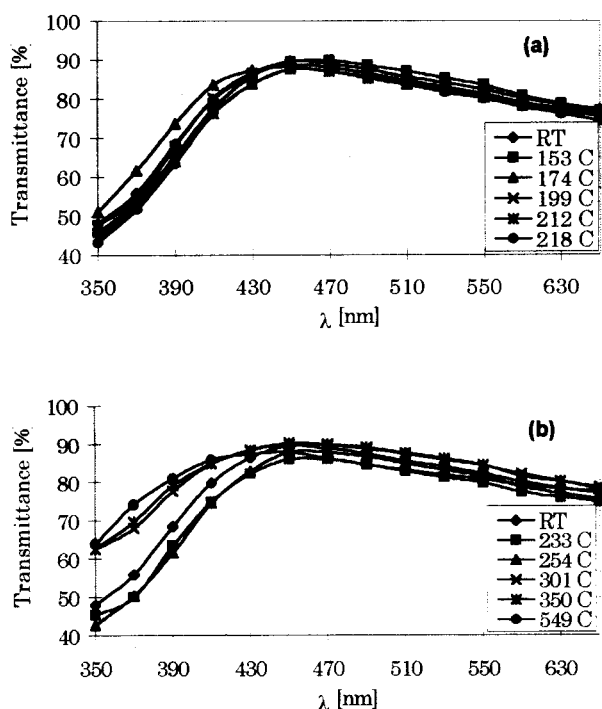 (a)
Transmittance [%]
100
90
80
70
60
50
40
RT
153 C
174 C
199 C
212 C
218 C
350 390 430 470 510 550 590 630
λ [nm]
(b)
Transmittance [%]
100
90
80
70
60
50
40
RT
233 C
254 C
301 C
350 C
549 C
350 390 430 470 510 550 590 630
λ [nm]